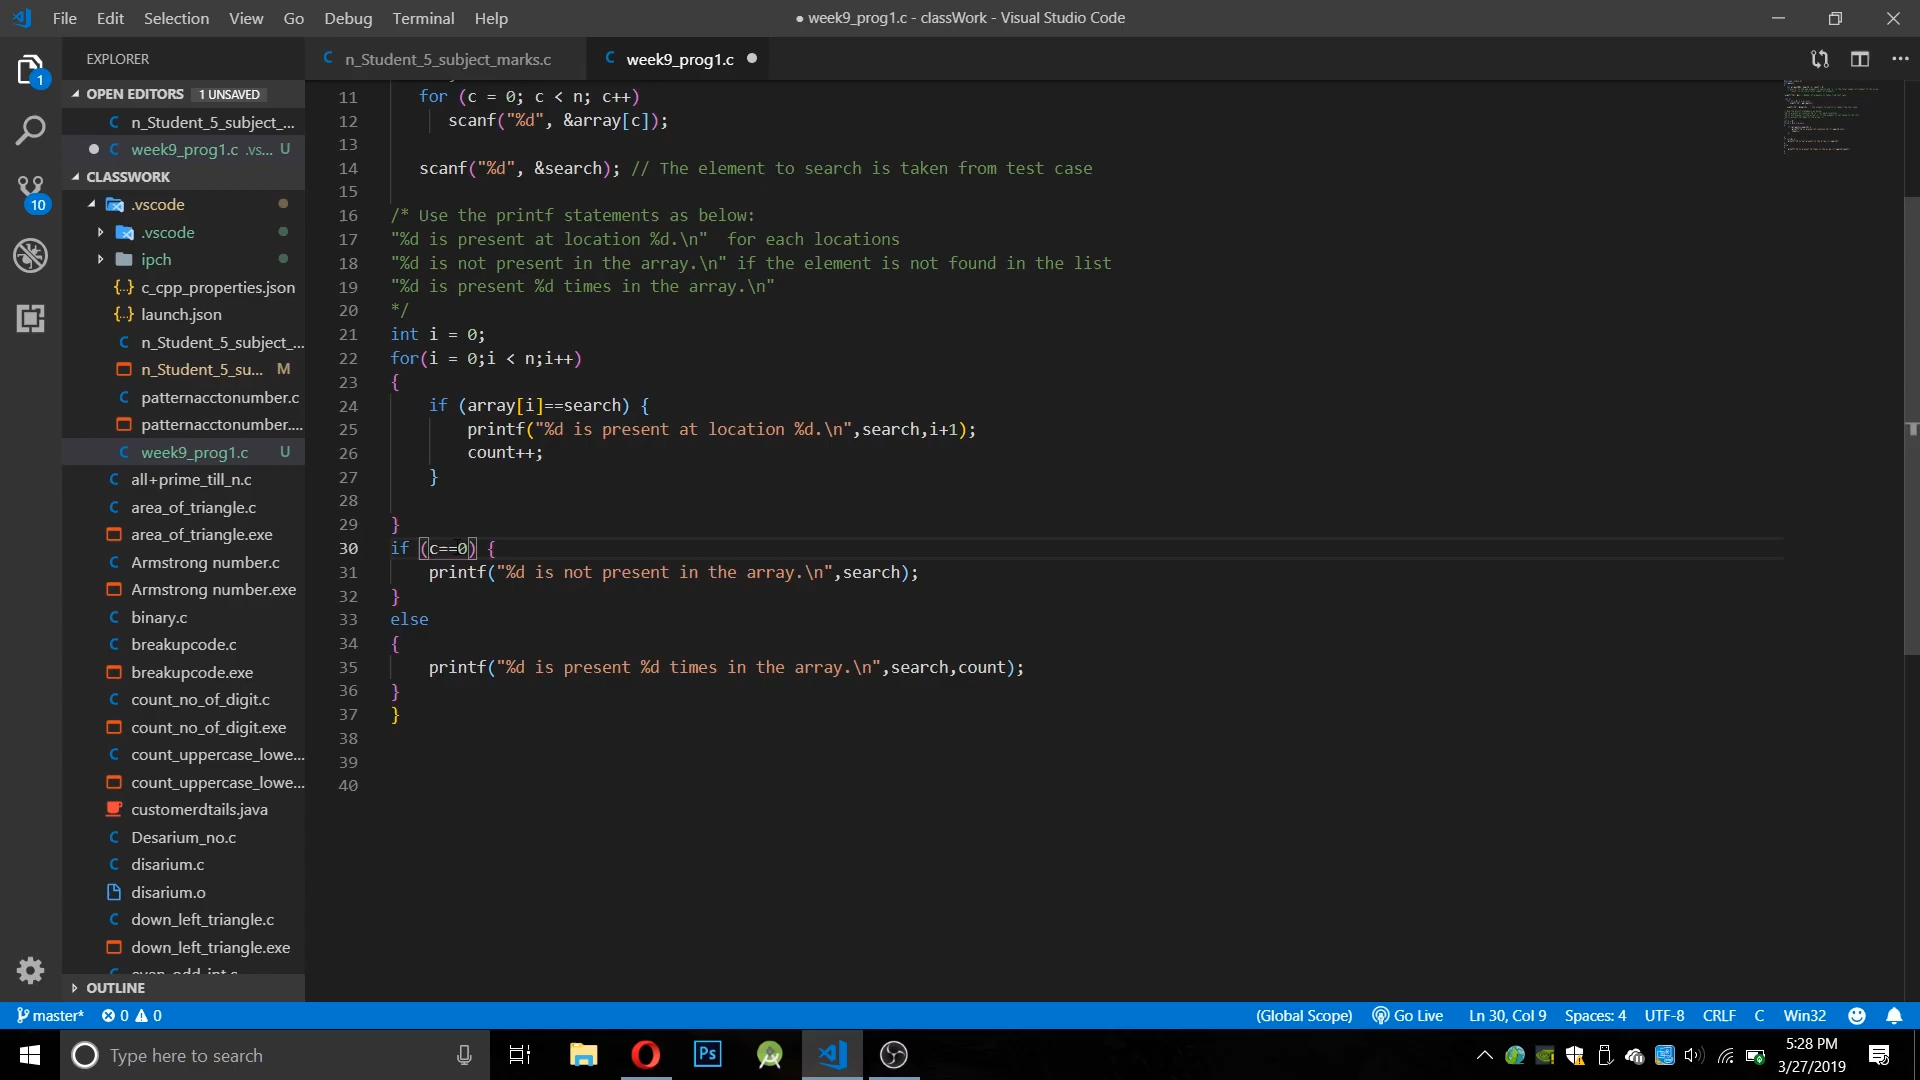 File Edit Selection View Go Debug Terminal Help
● week9_prog1.c - classWork - Visual Studio Code
EXPLORER
n_Student_5_subject_marks.c
week9_prog1.c
1
OPEN EDITORS 1 UNSAVED
n_Student_5_subject_...
week9_prog1.c .vs... U
CLASSWORK
10
.vscode
.vscode
ipch
c_cpp_properties.json
launch.json
n_Student_5_subject_...
n_Student_5_su... M
patternacctonumber.c
patternacctonumber....
week9_prog1.c U
all+prime_till_n.c
area_of_triangle.c
area_of_triangle.exe
Armstrong number.c
Armstrong number.exe
binary.c
breakupcode.c
breakupcode.exe
count_no_of_digit.c
count_no_of_digit.exe
count_uppercase_lowe...
count_uppercase_lowe...
customerdtails.java
Desarium_no.c
disarium.c
disarium.o
down_left_triangle.c
down_left_triangle.exe
OUTLINE
11 for (c = 0; c < n; c++)
12 scanf("%d", &array[c]);
13
14 scanf("%d", &search); // The element to search is taken from test case
15
16 /* Use the printf statements as below:
17 "%d is present at location %d.\n"  for each locations
18 "%d is not present in the array.\n" if the element is not found in the list
19 "%d is present %d times in the array.\n"
20 */
21 int i = 0;
22 for(i = 0;i < n;i++)
23 {
24 if (array[i]==search) {
25 printf("%d is present at location %d.\n",search,i+1);
26 count++;
27 }
28
29 }
30 if (c==0) {
31 printf("%d is not present in the array.\n",search);
32 }
33 else
34 {
35 printf("%d is present %d times in the array.\n",search,count);
36 }
37 }
38
39
40
master* 0 0 (Global Scope) Go Live Ln 30, Col 9 Spaces: 4 UTF-8 CRLF C Win32
Type here to search
Ps
5:28 PM
3/27/2019